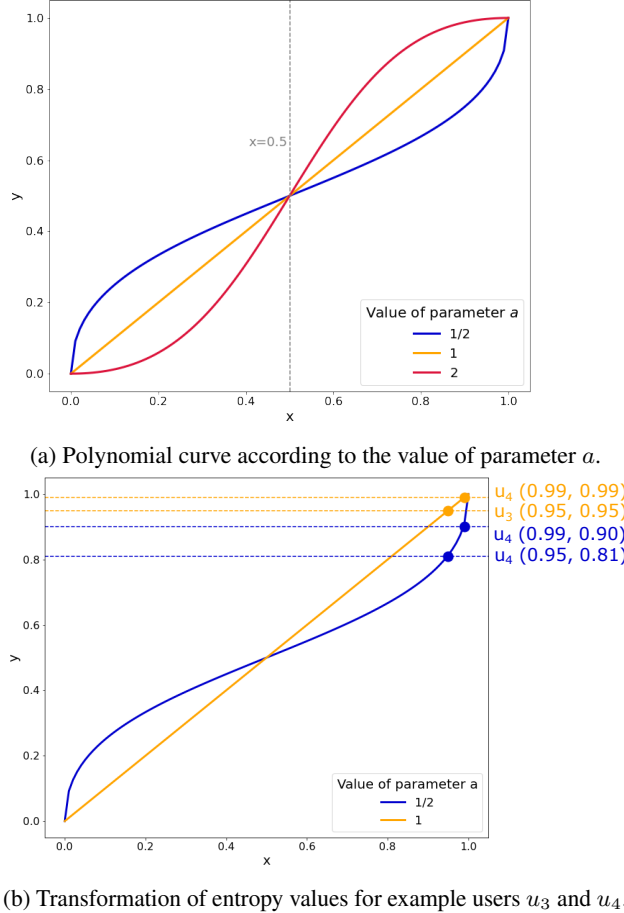 1.0
0.8
0.6
0.4
0.2
0.0
y
x=0.5
Value of parameter a
1/2
1
2
0.0 0.2 0.4 0.6 0.8 1.0
x
(a) Polynomial curve according to the value of parameter a.
1.0
0.8
0.6
0.4
0.2
0.0
y
u4 (0.99, 0.99)
u3 (0.95, 0.95)
u4 (0.99, 0.90)
u4 (0.95, 0.81)
Value of parameter a
1/2
1
0.0 0.2 0.4 0.6 0.8 1.0
x
(b) Transformation of entropy values for example users u3 and u4.